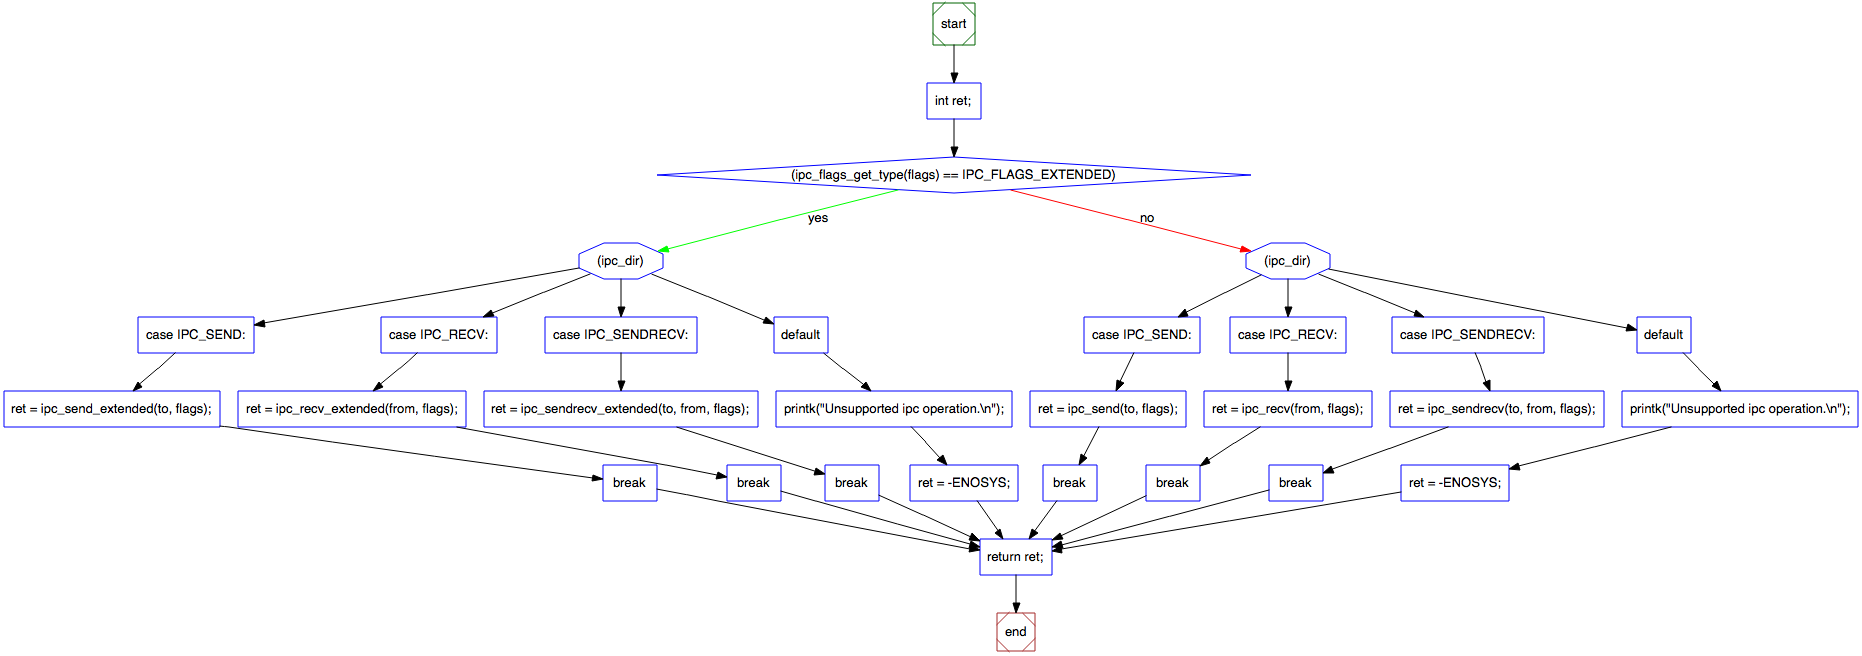 start
int ret;
(ipc_flags_get_type(flags) == IPC_FLAGS_EXTENDED)
yes
no
(ipc_dir)
(ipc_dir)
case IPC_SEND:
case IPC_RECV:
case IPC_SENDRECV:
default
case IPC_SEND:
case IPC_RECV:
case IPC_SENDRECV:
default
ret = ipc_send_extended(to, flags);
ret = ipc_recv_extended(from, flags);
ret = ipc_sendrecv_extended(to, from, flags);
printk("Unsupported ipc operation.\n");
ret = ipc_send(to, flags);
ret = ipc_recv(from, flags);
ret = ipc_sendrecv(to, from, flags);
printk("Unsupported ipc operation.\n");
break
break
break
ret = -ENOSYS;
break
break
break
ret = -ENOSYS;
return ret;
end